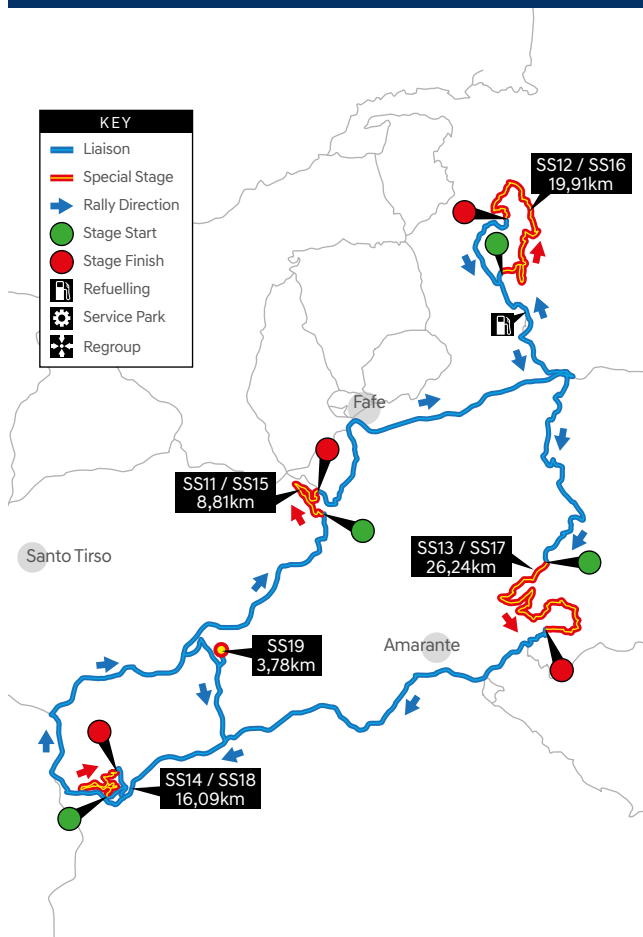 KEY
Liaison
Special Stage
Rally Direction
Stage Start
Stage Finish
Refuelling
Service Park
Regroup
SS12 / SS16
19,91km
Fafe
SS11 / SS15
8,81km
SS13 / SS17
26,24km
Santo Tirso
SS19
3,78km
Amarante
SS14 / SS18
16,09km